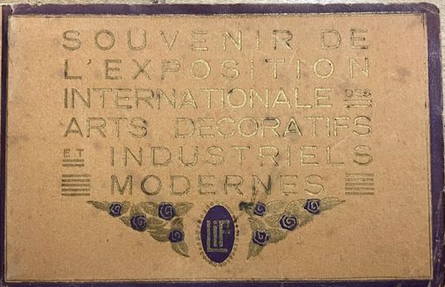 SOUVENIR DE
L'EXPOSITION
INTERNATIONALE DES
ARTS DÉCORATIFS
ET INDUSTRIELS
MODERNES